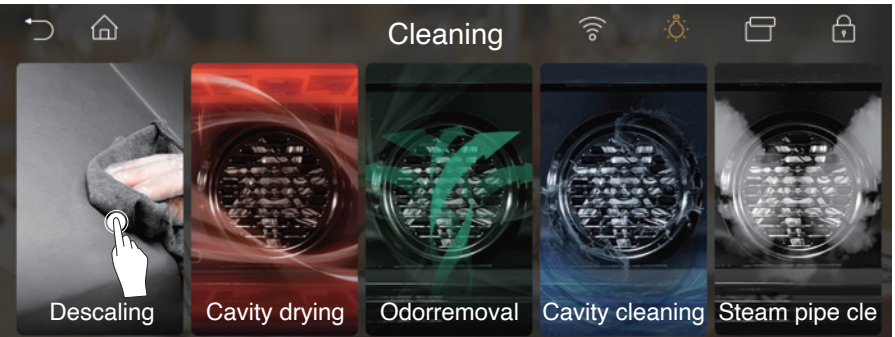 Cleaning
Descaling
Cavity drying
Odorremoval
Cavity cleaning
Steam pipe cle